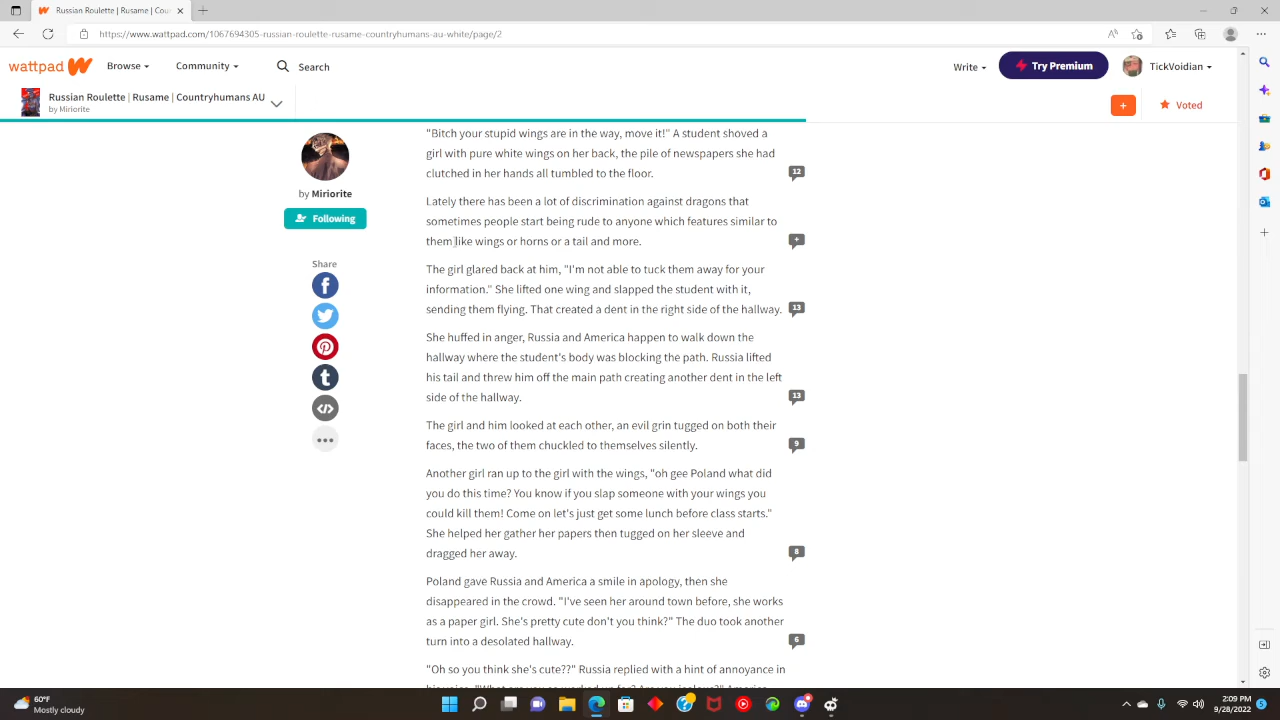 Russian Roulette | Rusame | Cou
https://www.wattpad.com/1067694305-russian-roulette-rusame-countryhumans-au-white/page/2
wattpad
Browse
Community
Search
Write
Try Premium
TickVoidian
Russian Roulette | Rusame | Countryhumans AU
by Miriorite
+
Voted
by Miriorite
Following
Share
"Bitch your stupid wings are in the way, move it!" A student shoved a
girl with pure white wings on her back, the pile of newspapers she had
clutched in her hands all tumbled to the floor.
12
Lately there has been a lot of discrimination against dragons that
sometimes people start being rude to anyone which features similar to
them like wings or horns or a tail and more.
+
The girl glared back at him, "I'm not able to tuck them away for your
information." She lifted one wing and slapped the student with it,
sending them flying. That created a dent in the right side of the hallway.
13
She huffed in anger, Russia and America happen to walk down the
hallway where the student's body was blocking the path. Russia lifted
his tail and threw him off the main path creating another dent in the left
side of the hallway.
13
The girl and him looked at each other, an evil grin tugged on both their
faces, the two of them chuckled to themselves silently.
9
Another girl ran up to the girl with the wings, "oh gee Poland what did
you do this time? You know if you slap someone with your wings you
could kill them! Come on let's just get some lunch before class starts."
She helped her gather her papers then tugged on her sleeve and
dragged her away.
8
Poland gave Russia and America a smile in apology, then she
disappeared in the crowd. "I've seen her around town before, she works
as a paper girl. She's pretty cute don't you think?" The duo took another
turn into a desolated hallway.
6
"Oh so you think she's cute??" Russia replied with a hint of annoyance in
his voice. "What are you so worked up for? Are you jealous?" America
60°F
Mostly cloudy
2:09 PM
9/28/2022
5